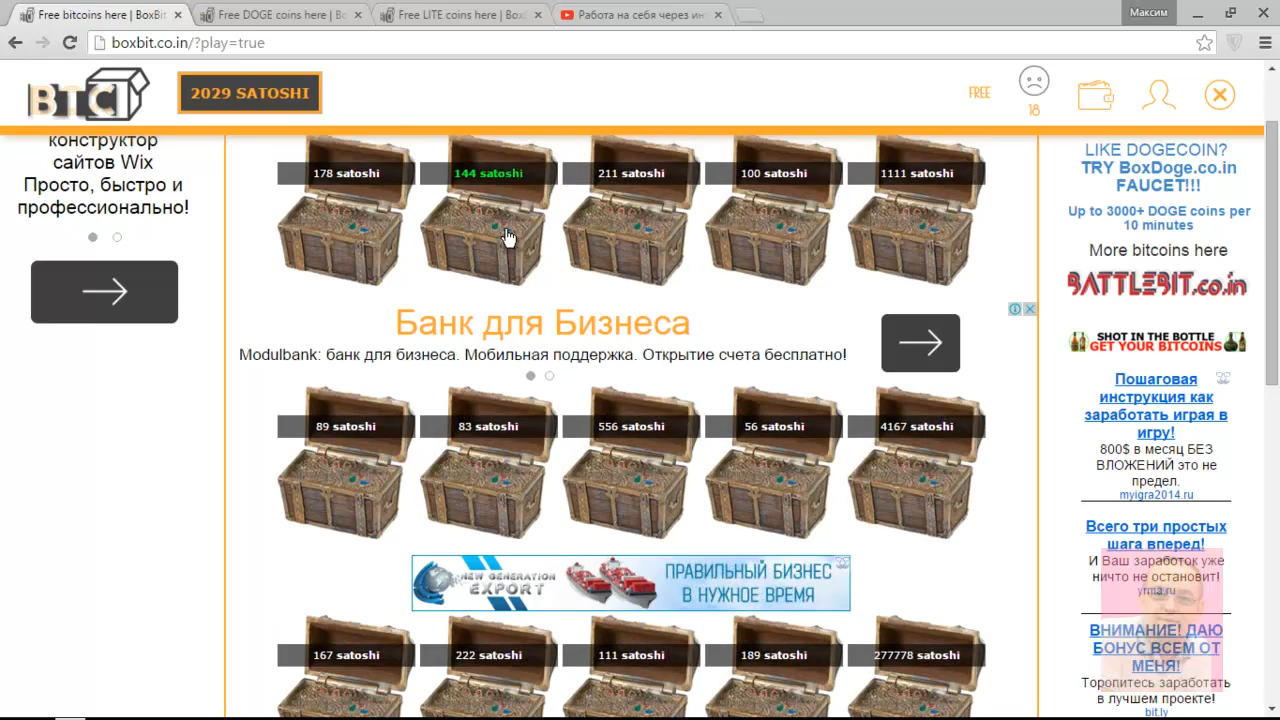 Free bitcoins here | BoxBit
Free DOGE coins here | Bo
Free LITE coins here | Box
Работа на себя через ин
Максим
boxbit.co.in/?play=true
BTC
2029 SATOSHI
FREE
18
конструктор
сайтов Wix
Просто, быстро и
профессионально!
178 satoshi
144 satoshi
211 satoshi
100 satoshi
1111 satoshi
Банк для Бизнеса
Modulbank: банк для бизнеса. Мобильная поддержка. Открытие счета бесплатно!
89 satoshi
83 satoshi
556 satoshi
56 satoshi
4167 satoshi
NEW GENERATION
EXPORT
ПРАВИЛЬНЫЙ БИЗНЕС
В НУЖНОЕ ВРЕМЯ
167 satoshi
222 satoshi
111 satoshi
189 satoshi
277778 satoshi
LIKE DOGECOIN?
TRY BoxDoge.co.in
FAUCET!!!
Up to 3000+ DOGE coins per
10 minutes
More bitcoins here
BATTLEBIT.co.in
SHOT IN THE BOTTLE
GET YOUR BITCOINS
Пошаговая
инструкция как
заработать играя в
игру!
800$ в месяц БЕЗ
ВЛОЖЕНИЙ это не
предел.
myigra2014.ru
Всего три простых
шага вперед!
И Ваш заработок уже
ничто не остановит!
yrma.ru
ВНИМАНИЕ! ДАЮ
БОНУС ВСЕМ ОТ
МЕНЯ!
Торопитесь заработать
в лучшем проекте!
bit.ly